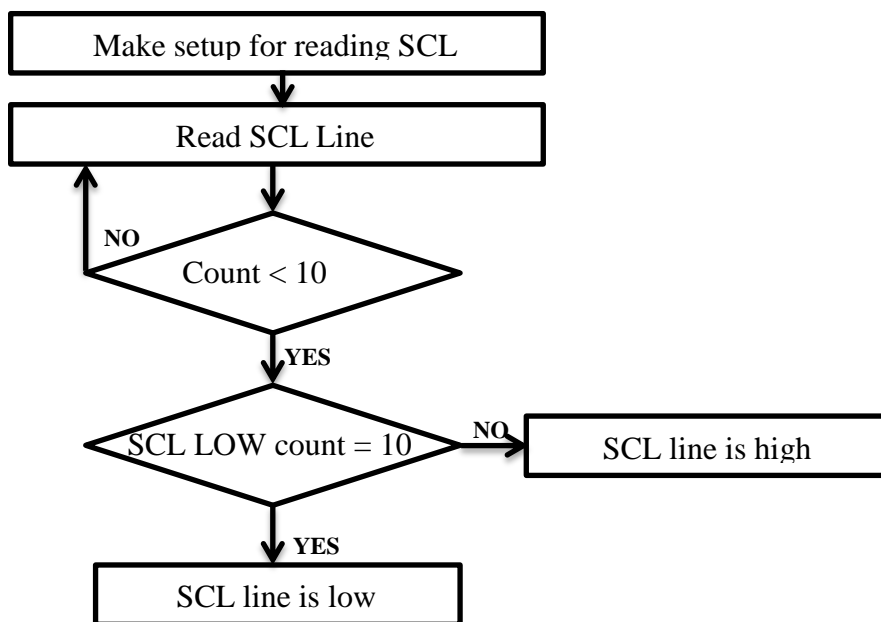 Make setup for reading SCL
Read SCL Line
NO
Count < 10
YES
SCL LOW count = 10
NO
SCL line is high
YES
SCL line is low